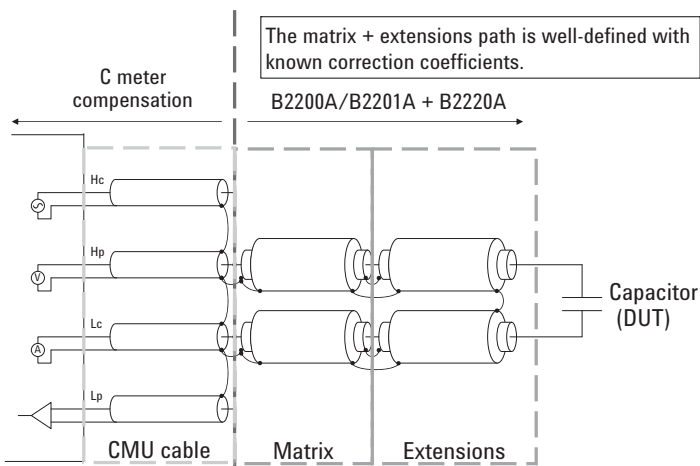 The matrix + extensions path is well-defined with
known correction coefficients.
C meter
compensation
B2200A/B2201A + B2220A
Hc
Hp
V
Lc
A
Lp
Capacitor
(DUT)
CMU cable
Matrix
Extensions